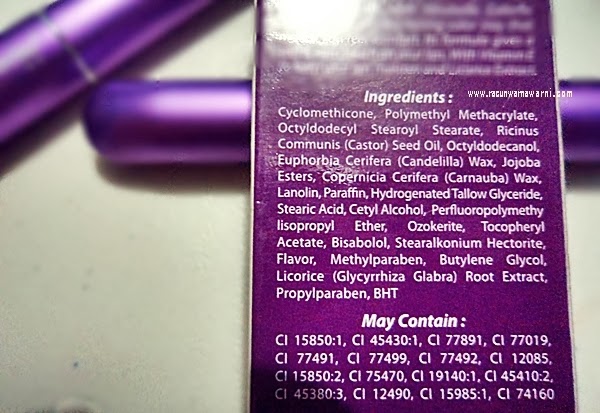 www.racunwarnawarni.com
Ingredients :
Cyclomethicone, Polymethyl Methacrylate,
Octyldodecyl Stearoyl Stearate, Ricinus
Communis (Castor) Seed Oil, Octyldodecanol,
Euphorbia Cerifera (Candelilla) Wax, Jojoba
Esters, Copernicia Cerifera (Carnauba) Wax,
Lanolin, Paraffin, Hydrogenated Tallow Glyceride,
Stearic Acid, Cetyl Alcohol, Perfluoropolymethy
lisopropyl Ether, Ozokerite, Tocopheryl
Acetate, Bisabolol, Stearalkonium Hectorite,
Flavor, Methylparaben, Butylene Glycol,
Licorice (Glycyrrhiza Glabra) Root Extract,
Propylparaben, BHT
May Contain :
CI 15850:1, CI 45430:1, CI 77891, CI 77019,
CI 77491, CI 77499, CI 77492, CI 12085,
CI 15850:2, CI 75470, CI 19140:1, CI 45410:2,
CI 45380:3, CI 12490, CI 15985:1, CI 74160